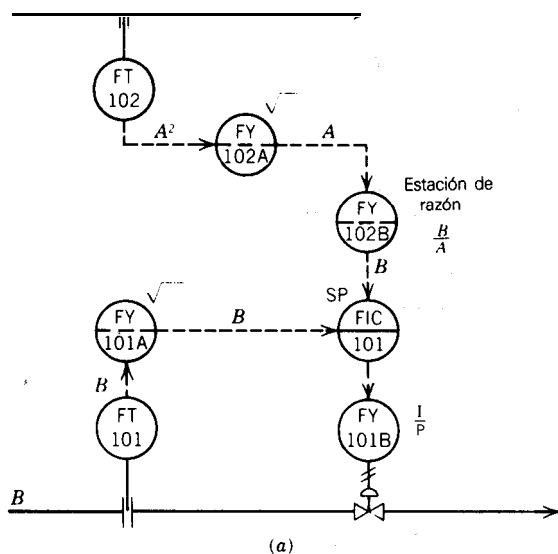 FT
102
A²
FY
102A
√
A
Estación de
razón
B
A
FY
102B
B
SP
√
FY
101A
B
FIC
101
B
FT
101
FY
101B
I
P
B
(a)